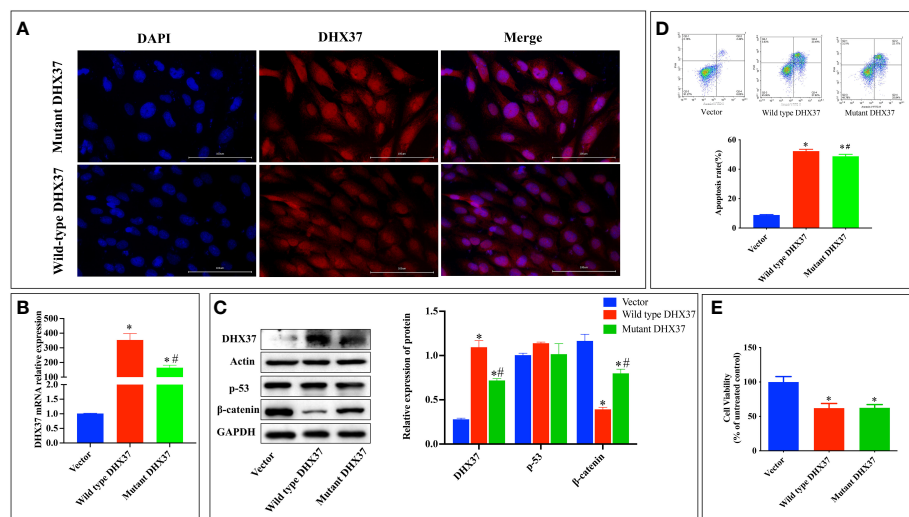 A
DAPI
DHX37
Merge
Mutant DHX37
Wild-type DHX37
B
DHX37 mRNA relative expression
500
400
300
200
100
2.0
1.5
1.0
0.5
0.0
*
*#
Vector
Wild type DHX37
Mutant DHX37
C
DHX37
Actin
p-53
β-catenin
GAPDH
Vector
Wild type DHX37
Mutant DHX37
Relative expression of protein
1.5
1.0
0.5
0.0
*
*#
*
*#
DHX37
p-53
β-catenin
Vector
Wild type DHX37
Mutant DHX37
D
Vector
Wild type DHX37
Mutant DHX37
Apoptosis rate(%)
80
60
40
20
0
*
*#
Vector
Wild type DHX37
Mutant DHX37
E
Cell Viability
(% of untreated control)
150
100
50
0
*
*
Vector
Wild type DHX37
Mutant DHX37